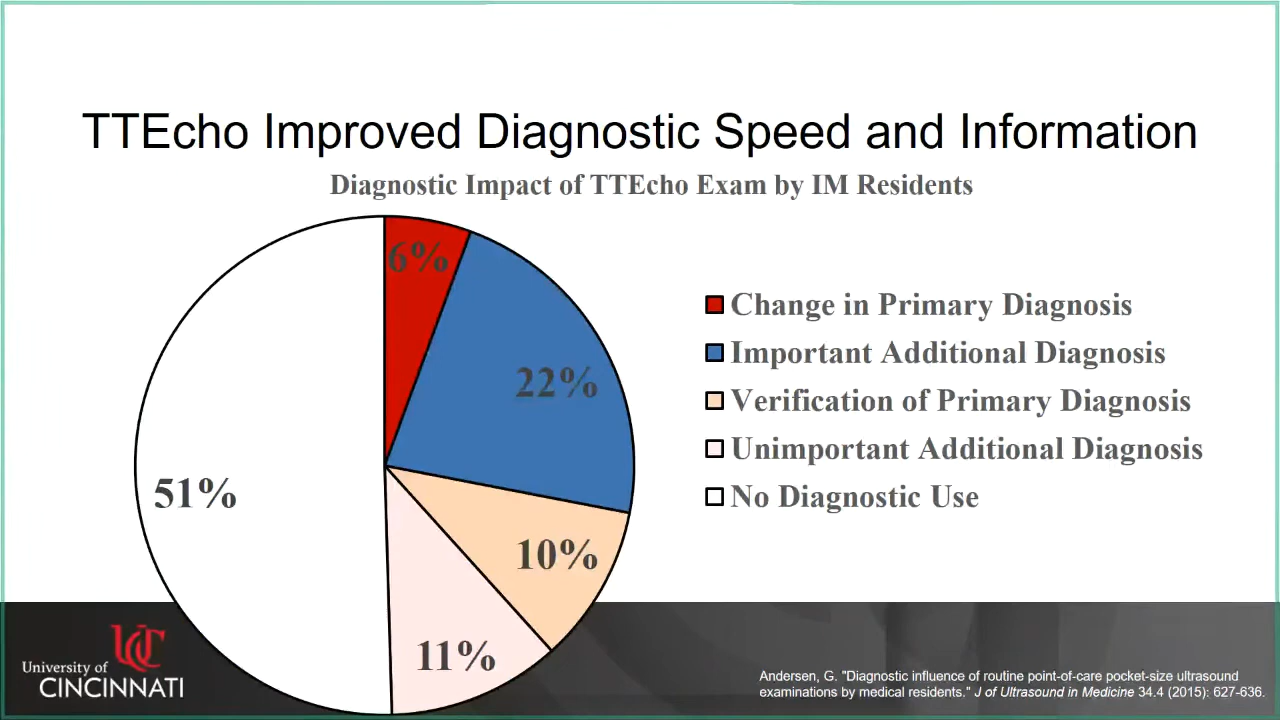 TTEcho Improved Diagnostic Speed and Information
Diagnostic Impact of TTEcho Exam by IM Residents
6%
22%
10%
11%
51%
Change in Primary Diagnosis
Important Additional Diagnosis
Verification of Primary Diagnosis
Unimportant Additional Diagnosis
No Diagnostic Use
UC
University of
CINCINNATI
Andersen, G. "Diagnostic influence of routine point-of-care pocket-size ultrasound
examinations by medical residents." J of Ultrasound in Medicine 34.4 (2015): 627-636.